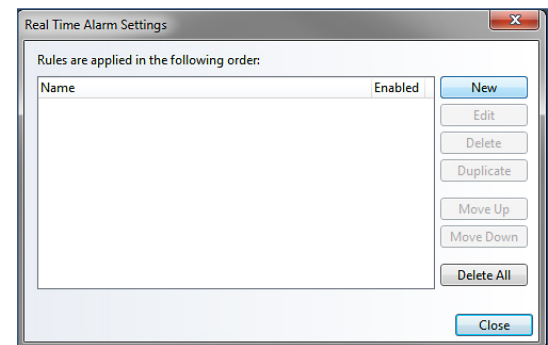 Real Time Alarm Settings
Rules are applied in the following order:
Name Enabled
New
Edit
Delete
Duplicate
Move Up
Move Down
Delete All
Close